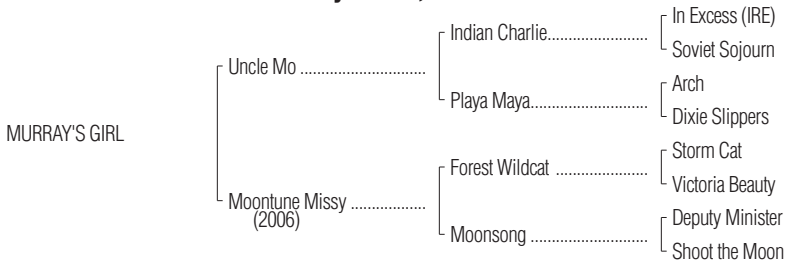 In Excess (IRE)
Indian Charlie.......................
Soviet Sojourn
Uncle Mo .............................
Arch
Playa Maya...........................
Dixie Slippers
MURRAY'S GIRL
Storm Cat
Forest Wildcat ......................
Victoria Beauty
Moontune Missy ..................
(2006)
Deputy Minister
Moonsong ...........................
Shoot the Moon